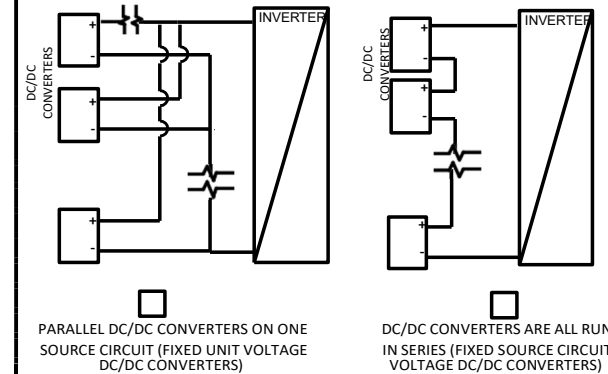 INVERTER
DC/DC
CONVERTERS
+
-
+
-
+
-
PARALLEL DC/DC CONVERTERS ON ONE
SOURCE CIRCUIT (FIXED UNIT VOLTAGE
DC/DC CONVERTERS)
INVERTER
DC/DC
CONVERTERS
+
-
+
-
+
-
DC/DC CONVERTERS ARE ALL RUN
IN SERIES (FIXED SOURCE CIRCUIT
VOLTAGE DC/DC CONVERTERS)